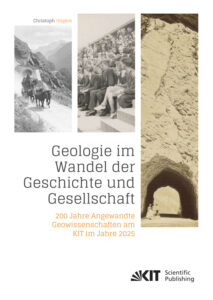 Christoph Hilgers
Geologie im
Wandel der
Geschichte und
Gesellschaft
200 Jahre Angewandte
Geowissenschaften am
KIT im Jahre 2025
KIT Scientific
Publishing